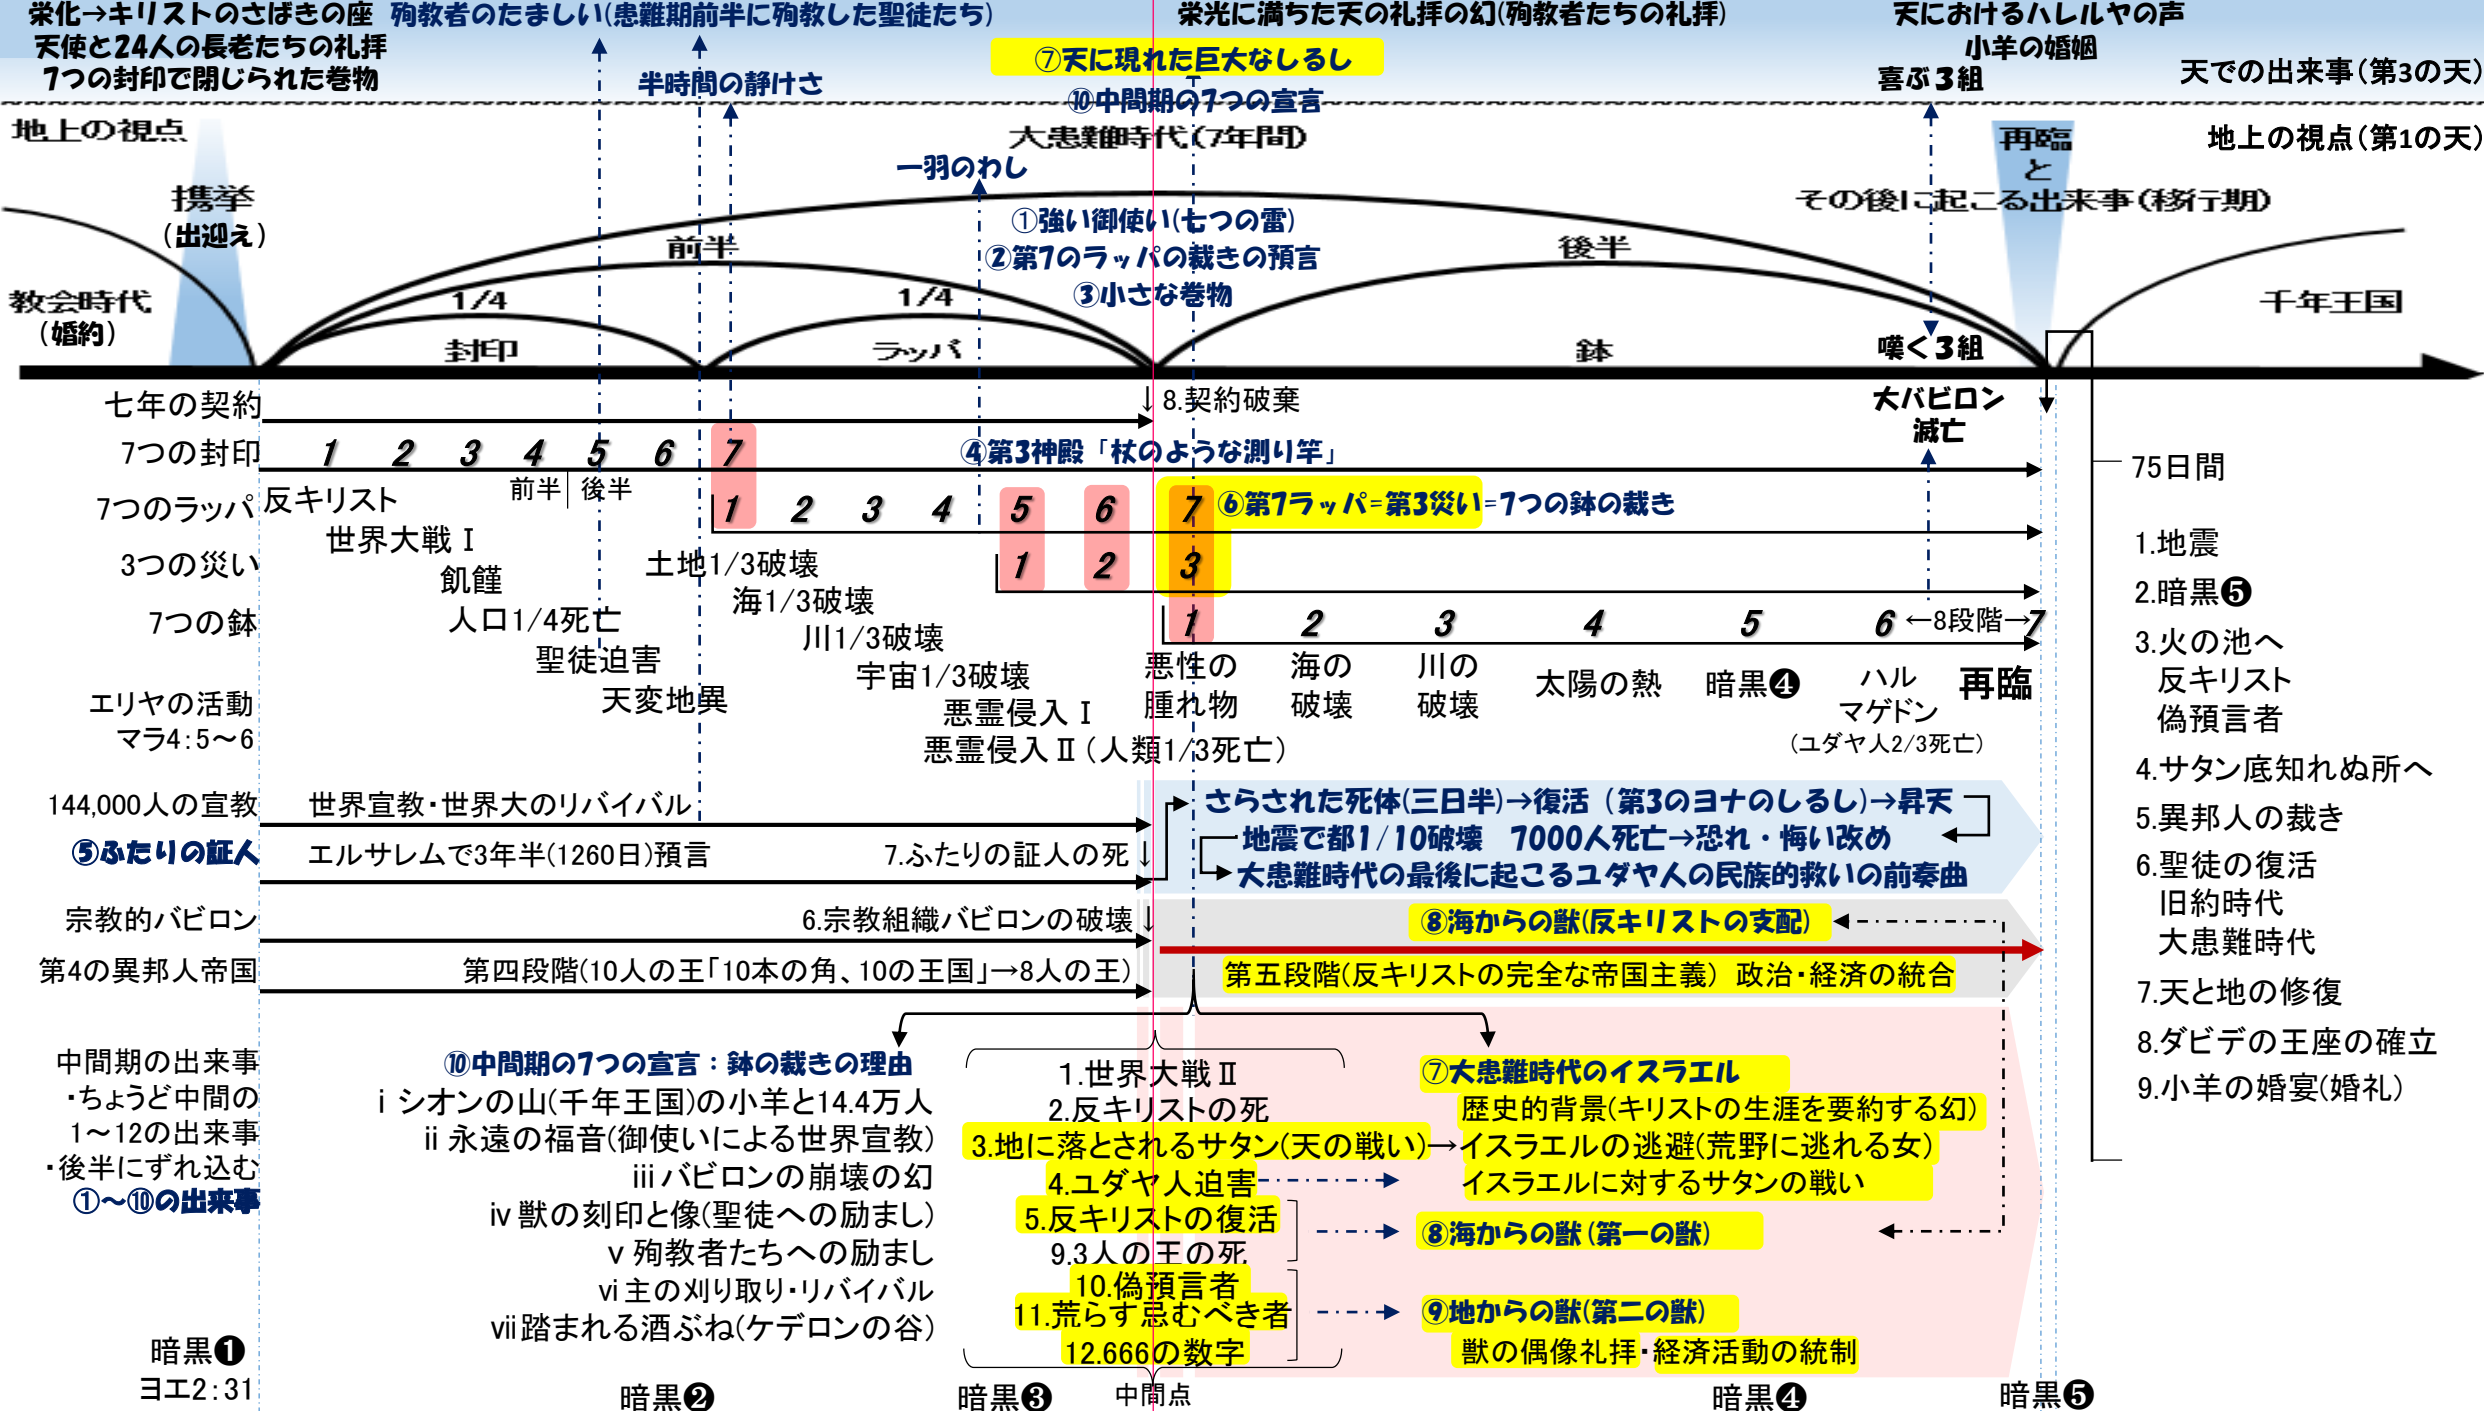 栄化→キリストのさばきの座
天使と24人の長老たちの礼拝
7つの封印で閉じられた巻物
殉教者のたましい(患難期前半に殉教した聖徒たち)
半時間の静けさ
栄光に満ちた天の礼拝の幻(殉教者たちの礼拝)
⑦天に現れた巨大なしるし
⑩中間期の7つの宣言
天におけるハレルヤの声
小羊の婚姻
喜ぶ3組
天での出来事(第3の天)
地上の視点
大患難時代(7年間)
再臨
と
その後に起こる出来事(移行期)
地上の視点(第1の天)
携挙
(出迎え)
一羽のわし
①強い御使い(七つの雷)
②第7のラッパの裁きの預言
③小さな巻物
前半
後半
教会時代
(婚約)
1/4
1/4
千年王国
封印
ラッパ
鉢
嘆く3組
七年の契約
↓8.契約破棄
大バビロン
滅亡
7つの封印
1 2 3 4 5 6 7
④第3神殿「杖のような測り竿」
75日間
前半
後半
7つのラッパ
1 2 3 4 5 6 7
⑥第7ラッパ=第3災い=7つの鉢の裁き
反キリスト
世界大戦Ⅰ
飢饉
人口1/4死亡
聖徒迫害
天変地異
3つの災い
1 2 3
土地1/3破壊
海1/3破壊
川1/3破壊
宇宙1/3破壊
悪霊侵入Ⅰ
悪霊侵入Ⅱ(人類1/3死亡)
7つの鉢
1 2 3 4 5 6 ←8段階→ 7
悪性の
腫れ物
海の
破壊
川の
破壊
太陽の熱
暗黒❹
ハル
マゲドン
(ユダヤ人2/3死亡)
再臨
エリヤの活動
マラ4:5～6
144,000人の宣教
世界宣教・世界大のリバイバル
さらされた死体(三日半)→復活(第3のヨナのしるし)→昇天
地震で都1/10破壊 7000人死亡→恐れ・悔い改め
大患難時代の最後に起こるユダヤ人の民族的救いの前奏曲
⑤ふたりの証人
エルサレムで3年半(1260日)預言
7.ふたりの証人の死↓
宗教的バビロン
6.宗教組織バビロンの破壊↓
⑧海からの獣(反キリストの支配)
第4の異邦人帝国
第四段階(10人の王「10本の角、10の王国」→8人の王)
第五段階(反キリストの完全な帝国主義) 政治・経済の統合
1.地震
2.暗黒❺
3.火の池へ
反キリスト
偽預言者
4.サタン底知れぬ所へ
5.異邦人の裁き
6.聖徒の復活
旧約時代
大患難時代
7.天と地の修復
8.ダビデの王座の確立
9.小羊の婚宴(婚礼)
中間期の出来事
・ちょうど中間の
1～12の出来事
・後半にずれ込む
①～⑩の出来事
⑩中間期の7つの宣言：鉢の裁きの理由
ⅰシオンの山(千年王国)の小羊と14.4万人
ⅱ永遠の福音(御使いによる世界宣教)
ⅲバビロンの崩壊の幻
ⅳ獣の刻印と像(聖徒への励まし)
ⅴ殉教者たちへの励まし
ⅵ主の刈り取り・リバイバル
ⅶ踏まれる酒ぶね(ケデロンの谷)
1.世界大戦Ⅱ
2.反キリストの死
3.地に落とされるサタン(天の戦い)→
4.ユダヤ人迫害
5.反キリストの復活
9.3人の王の死
10.偽預言者
11.荒らす忌むべき者
12.666の数字
⑦大患難時代のイスラエル
歴史的背景(キリストの生涯を要約する幻)
イスラエルの逃避(荒野に逃れる女)
イスラエルに対するサタンの戦い
⑧海からの獣(第一の獣)
⑨地からの獣(第二の獣)
獣の偶像礼拝・経済活動の統制
暗黒❶
ヨエ2:31
暗黒❷
暗黒❸
中間点
暗黒❹
暗黒❺